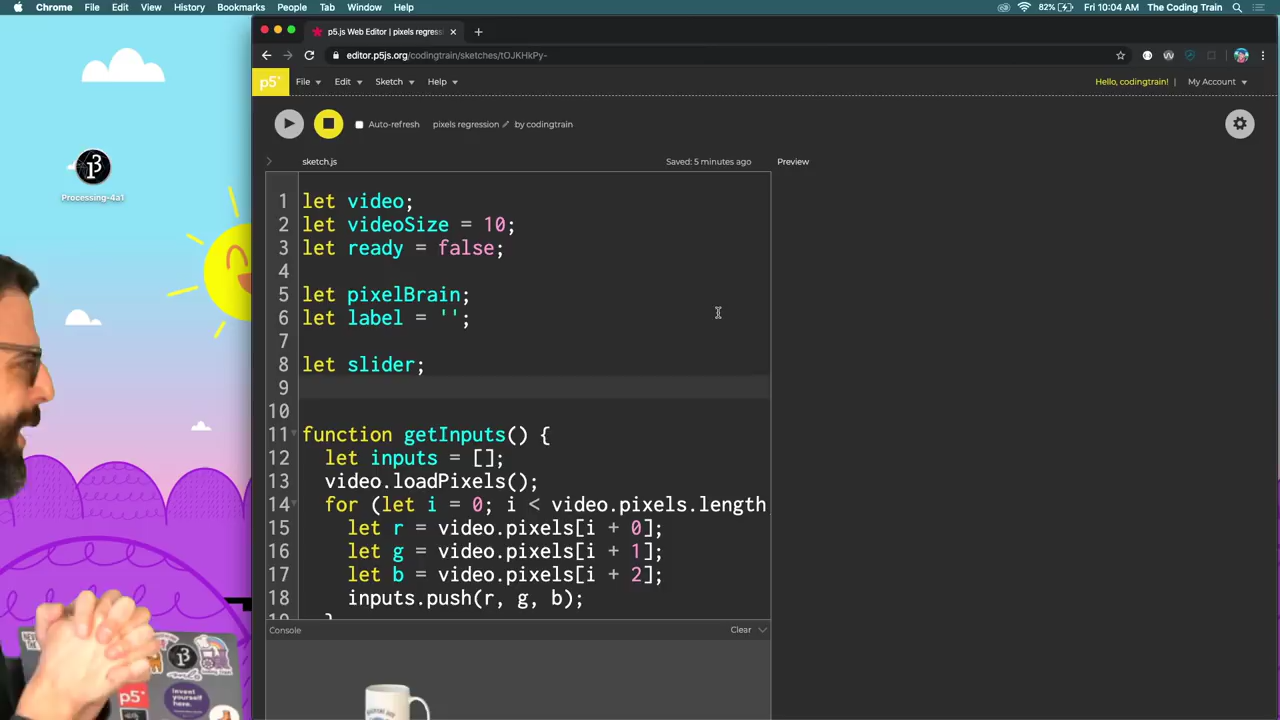 Chrome File Edit View History Bookmarks People Tab Window Help
82% Fri 10:04 AM The Coding Train
p5.js Web Editor | pixels regress
editor.p5js.org/codingtrain/sketches/tOJKHkPy-
p5* File Edit Sketch Help
Hello, codingtrain! | My Account
Auto-refresh pixels regression by codingtrain
Processing-4a1
sketch.js
Saved: 5 minutes ago
Preview
1 let video;
2 let videoSize = 10;
3 let ready = false;
4
5 let pixelBrain;
6 let label = '';
7
8 let slider;
9
10
11 function getInputs() {
12 let inputs = [];
13 video.loadPixels();
14 for (let i = 0; i < video.pixels.length
15 let r = video.pixels[i + 0];
16 let g = video.pixels[i + 1];
17 let b = video.pixels[i + 2];
18 inputs.push(r, g, b);
19 }
Console
Clear
p5*